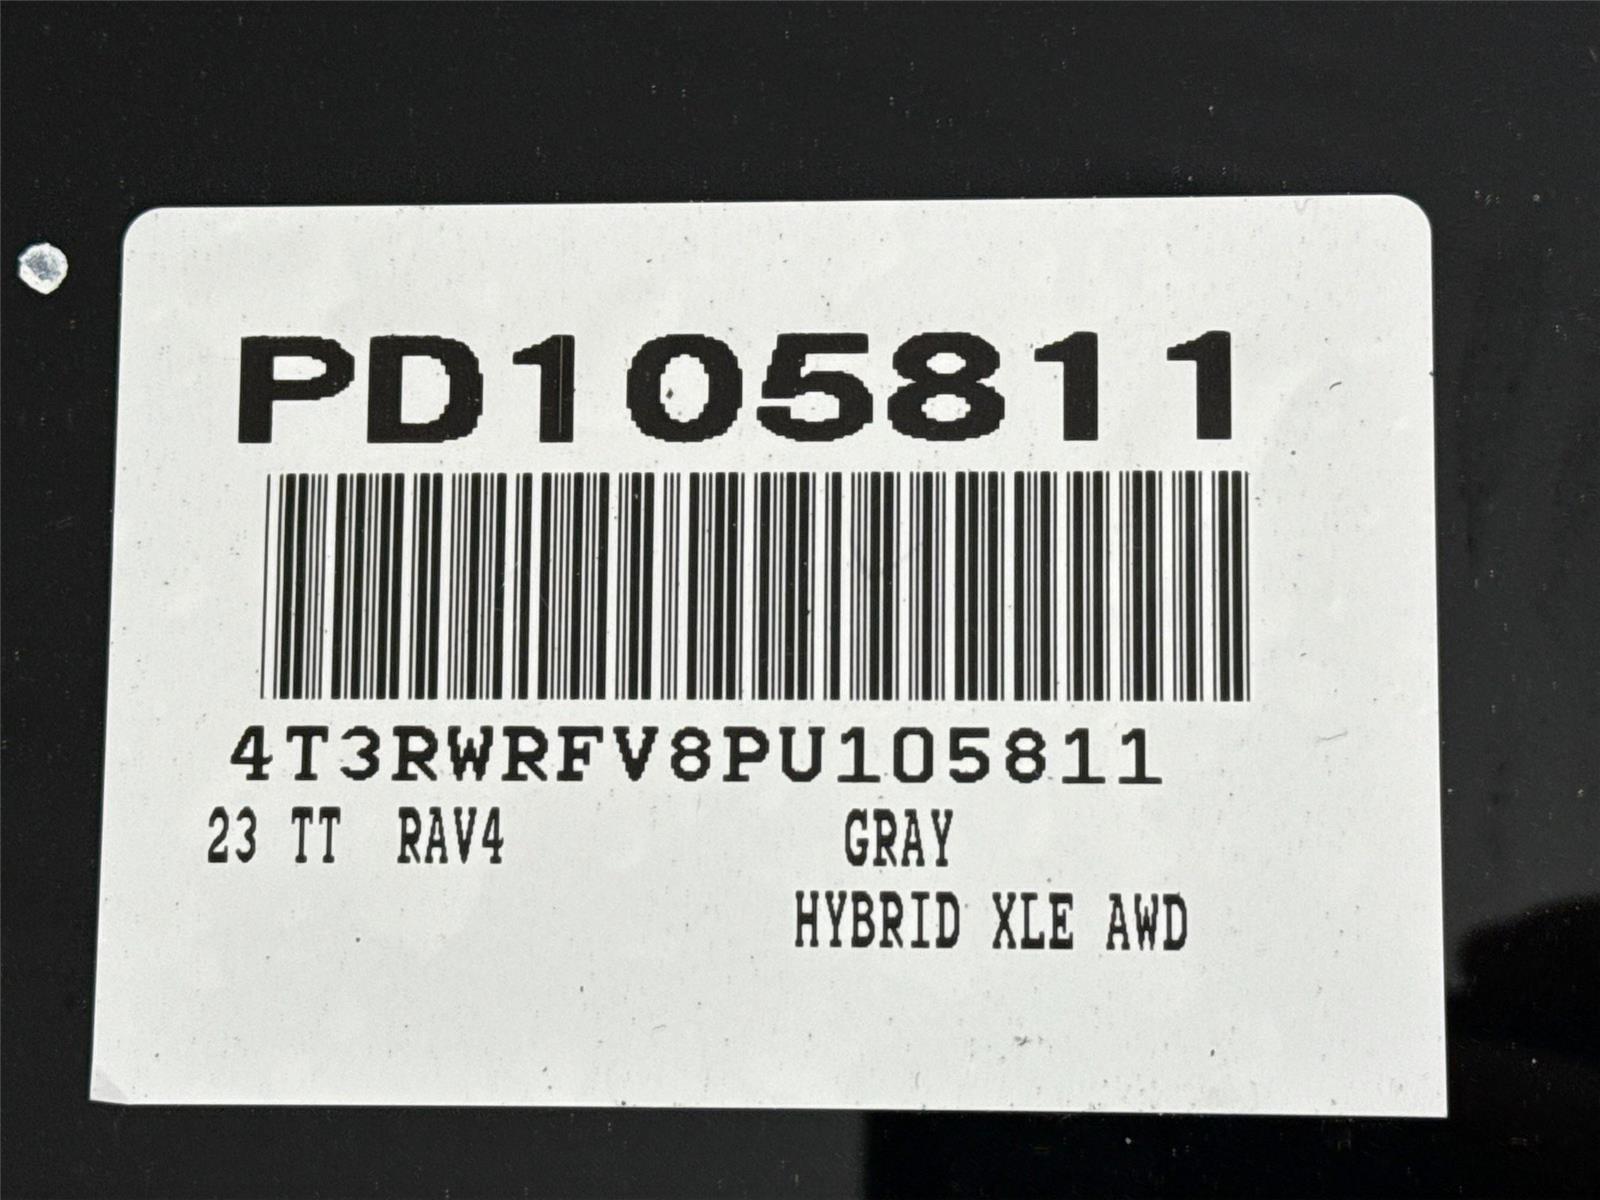 PD105811
4T3RWRFV8PU105811
23 TT RAV4 GRAY
HYBRID XLE AWD